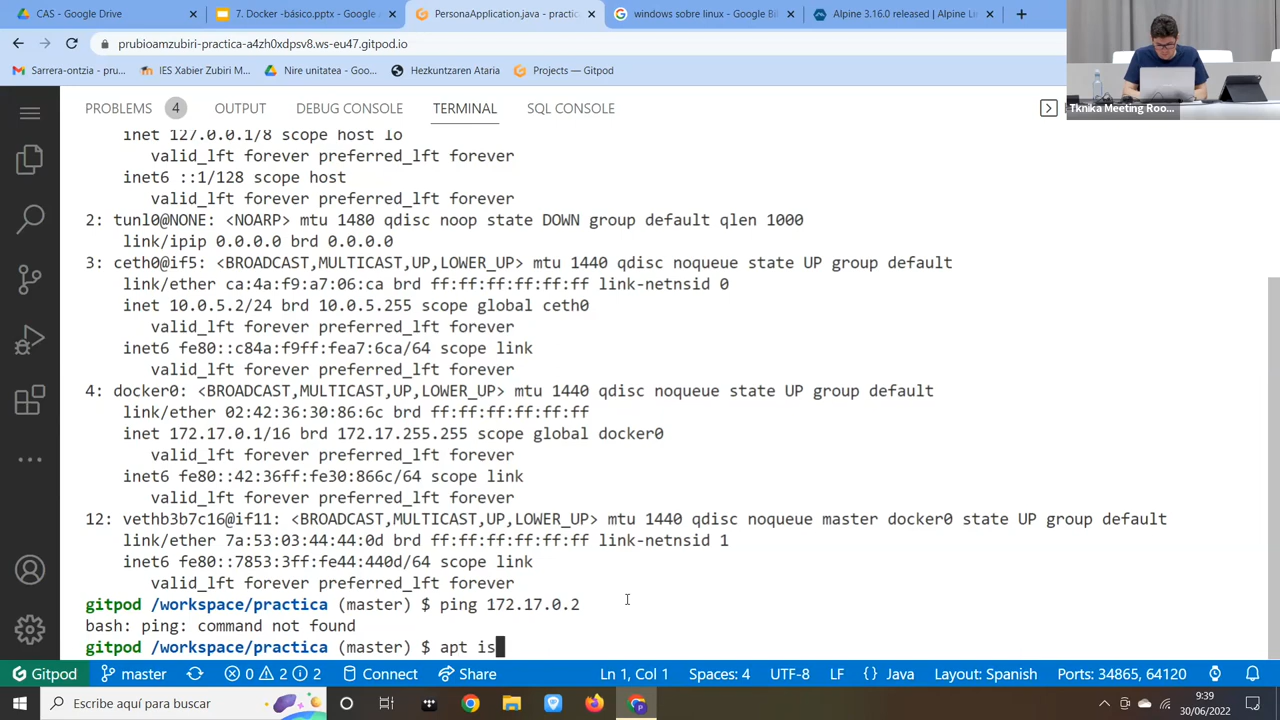 CAS - Google Drive
7. Docker -básico.pptx - Google A
PersonaApplication.java - practica
windows sobre linux - Google Bi
Alpine 3.16.0 released | Alpine L
prubioamzubiri-practica-a4zh0xdpsv8.ws-eu47.gitpod.io
Sarrera-ontzia - pru...
IES Xabier Zubiri M...
Nire unitatea - Goo...
Hezkuntzaren Ataria
Projects — Gitpod
Tknika Meeting Roo...
PROBLEMS 4 OUTPUT DEBUG CONSOLE TERMINAL SQL CONSOLE
inet 127.0.0.1/8 scope host lo
valid_lft forever preferred_lft forever
inet6 ::1/128 scope host
valid_lft forever preferred_lft forever
2: tunl0@NONE: <NOARP> mtu 1480 qdisc noop state DOWN group default qlen 1000
link/ipip 0.0.0.0 brd 0.0.0.0
3: ceth0@if5: <BROADCAST,MULTICAST,UP,LOWER_UP> mtu 1440 qdisc noqueue state UP group default
link/ether ca:4a:f9:a7:06:ca brd ff:ff:ff:ff:ff:ff link-netnsid 0
inet 10.0.5.2/24 brd 10.0.5.255 scope global ceth0
valid_lft forever preferred_lft forever
inet6 fe80::c84a:f9ff:fea7:6ca/64 scope link
valid_lft forever preferred_lft forever
4: docker0: <BROADCAST,MULTICAST,UP,LOWER_UP> mtu 1440 qdisc noqueue state UP group default
link/ether 02:42:36:30:86:6c brd ff:ff:ff:ff:ff:ff
inet 172.17.0.1/16 brd 172.17.255.255 scope global docker0
valid_lft forever preferred_lft forever
inet6 fe80::42:36ff:fe30:866c/64 scope link
valid_lft forever preferred_lft forever
12: vethb3b7c16@if11: <BROADCAST,MULTICAST,UP,LOWER_UP> mtu 1440 qdisc noqueue master docker0 state UP group default
link/ether 7a:53:03:44:44:0d brd ff:ff:ff:ff:ff:ff link-netnsid 1
inet6 fe80::7853:3ff:fe44:440d/64 scope link
valid_lft forever preferred_lft forever
gitpod /workspace/practica (master) $ ping 172.17.0.2
bash: ping: command not found
gitpod /workspace/practica (master) $ apt is
Gitpod master 0 2 2 Connect Share Ln 1, Col 1 Spaces: 4 UTF-8 LF {} Java Layout: Spanish Ports: 34865, 64120
Escribe aquí para buscar
9:39
30/06/2022